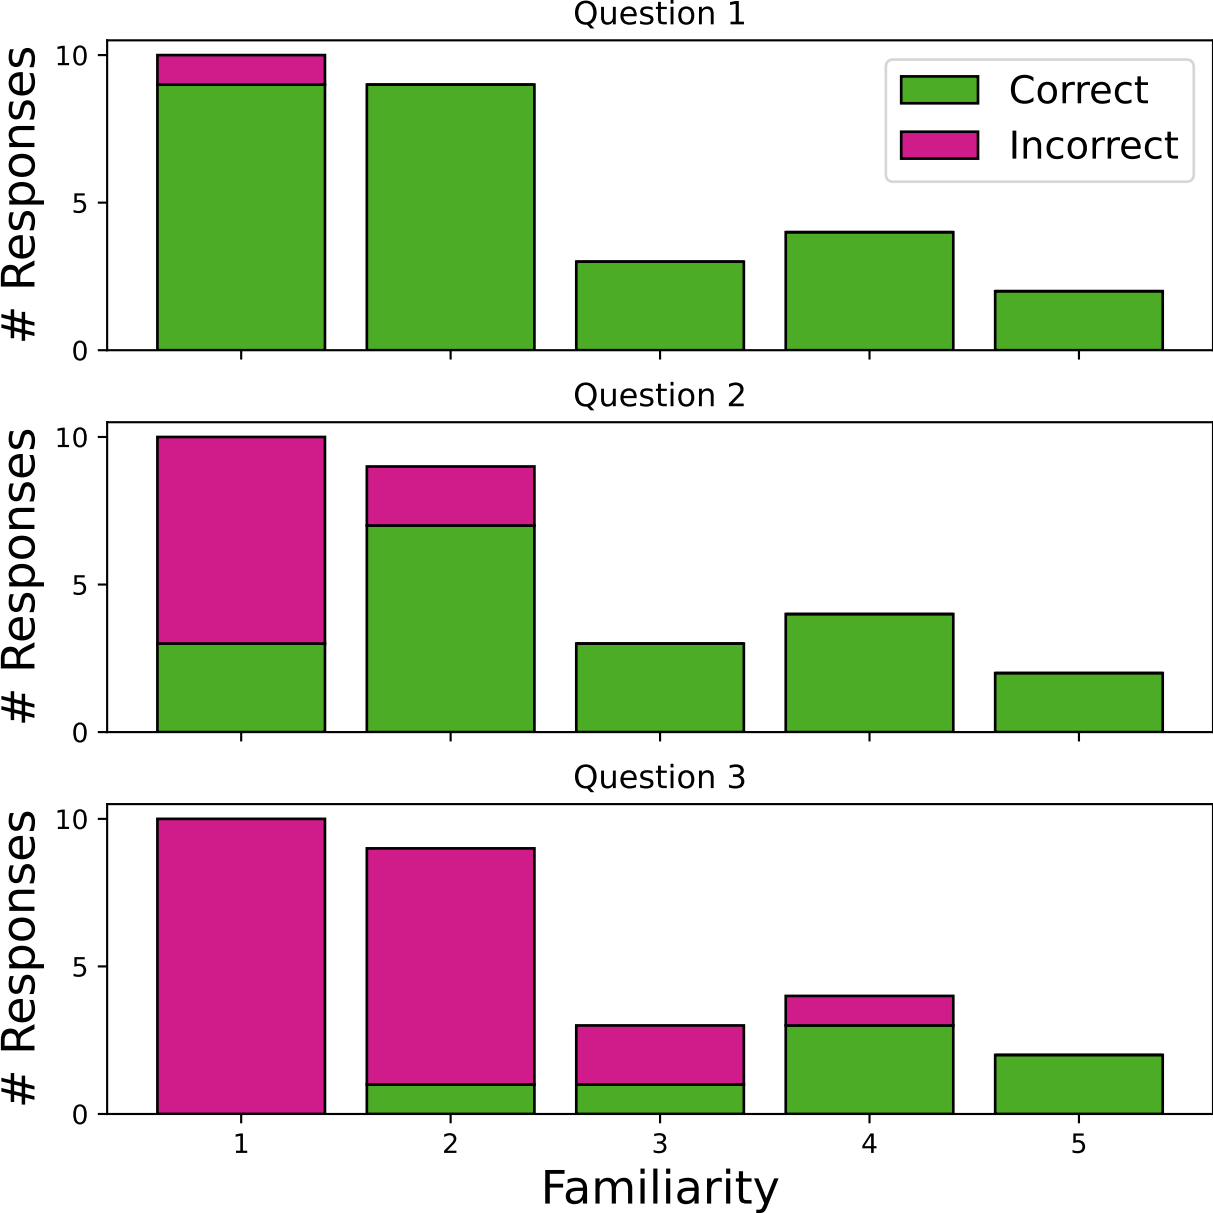 Question 1
# Responses
10
5
0
Correct
Incorrect
Question 2
# Responses
10
5
0
Question 3
# Responses
10
5
0
1 2 3 4 5
Familiarity